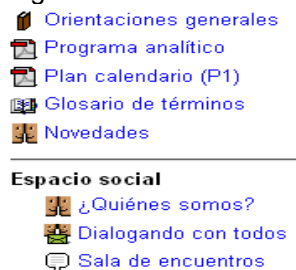 Orientaciones generales
Programa analítico
Plan calendario (P1)
Glosario de términos
Novedades
Espacio social
¿Quiénes somos?
Dialogando con todos
Sala de encuentros